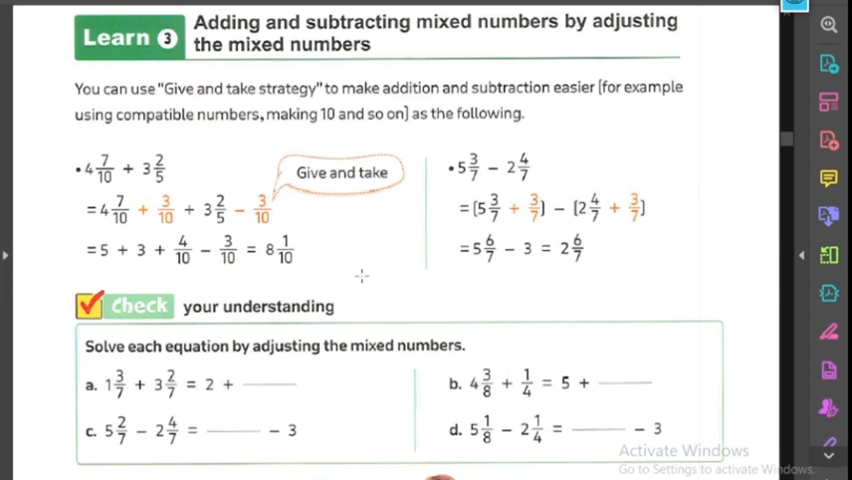 Learn 3 Adding and subtracting mixed numbers by adjusting
the mixed numbers
You can use "Give and take strategy" to make addition and subtraction easier [for example
using compatible numbers, making 10 and so on] as the following.
• 4 7/10 + 3 2/5
Give and take
= 4 7/10 + 3/10 + 3 2/5 - 3/10
= 5 + 3 + 4/10 - 3/10 = 8 1/10
• 5 3/7 - 2 4/7
= [5 3/7 + 3/7] - [2 4/7 + 3/7]
= 5 6/7 - 3 = 2 6/7
Check your understanding
Solve each equation by adjusting the mixed numbers.
a. 1 3/7 + 3 2/7 = 2 + ____
b. 4 3/8 + 1/4 = 5 + ____
c. 5 2/7 - 2 4/7 = ____ - 3
d. 5 1/8 - 2 1/4 = ____ - 3
Activate Windows
Go to Settings to activate Windows.